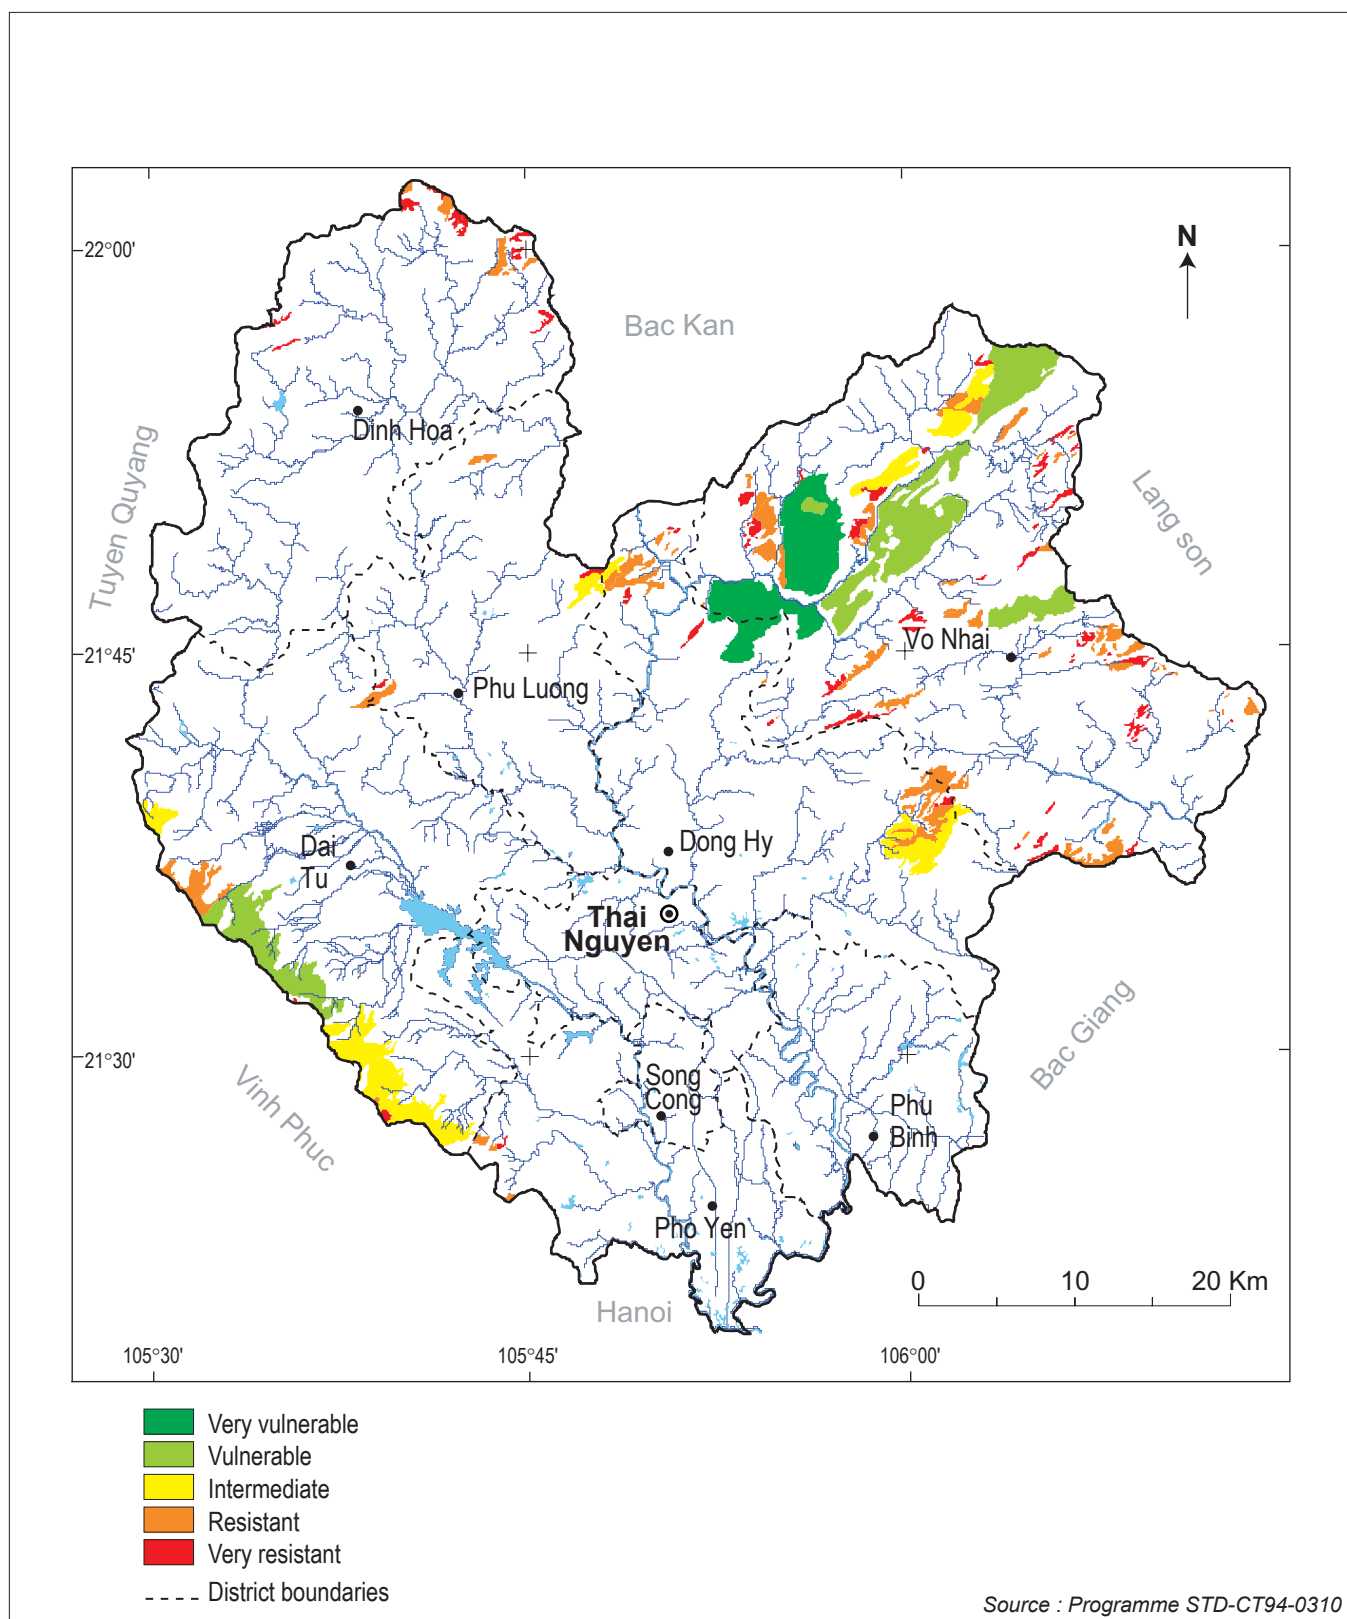 22°00'
N
Bac Kan
Dinh Hoa
Tuyen Quyang
Lang son
21°45'
Vo Nhai
Phu Luong
Dai
Tu
Dong Hy
Thai
Nguyen
21°30'
Vinh Phuc
Song
Cong
Phu
Binh
Bac Giang
Pho Yen
Hanoi
0 10 20 Km
105°30' 105°45' 106°00'
Very vulnerable
Vulnerable
Intermediate
Resistant
Very resistant
District boundaries
Source : Programme STD-CT94-0310